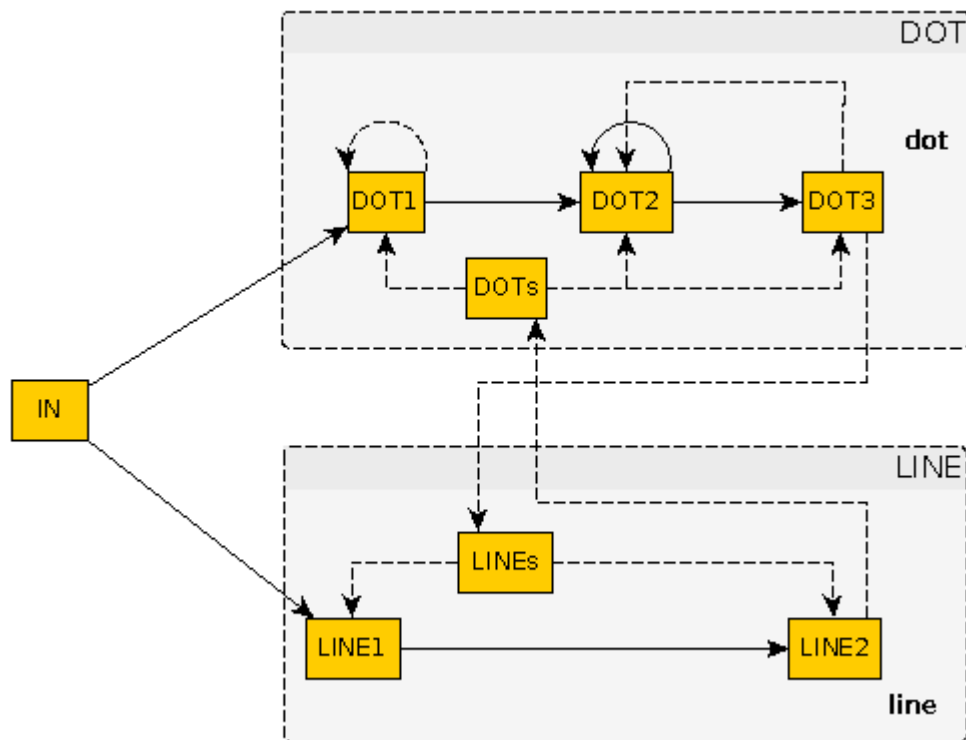 DOT
dot
DOT1
DOT2
DOT3
DOTs
IN
LINE
LINEs
LINE1
LINE2
line